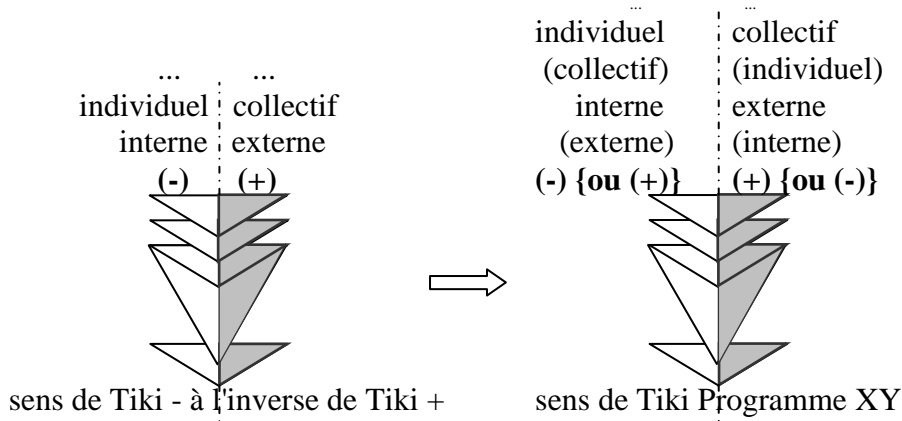 ... ...
individuel collectif
interne externe
(-) (+)
sens de Tiki - à l'inverse de Tiki +
... ...
individuel collectif
(collectif) (individuel)
interne externe
(externe) (interne)
(-) {ou (+)} (+) {ou (-)}
sens de Tiki Programme XY